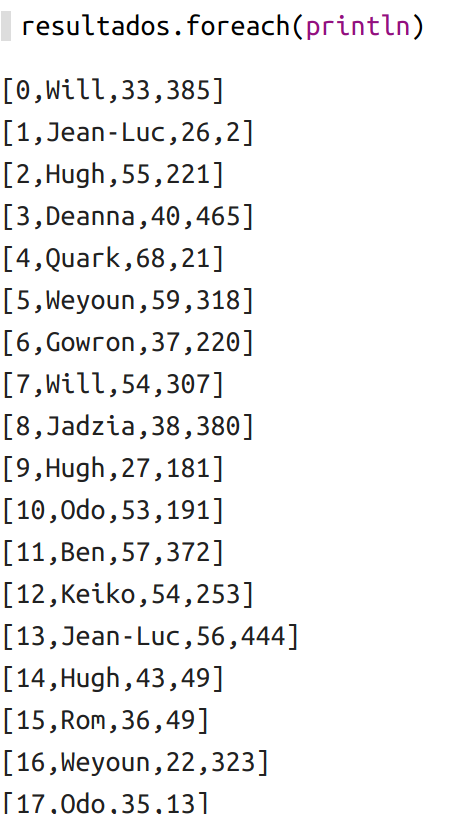 resultados.foreach(println)
[0,Will,33,385]
[1,Jean-Luc,26,2]
[2,Hugh,55,221]
[3,Deanna,40,465]
[4,Quark,68,21]
[5,Weyoun,59,318]
[6,Gowron,37,220]
[7,Will,54,307]
[8,Jadzia,38,380]
[9,Hugh,27,181]
[10,Odo,53,191]
[11,Ben,57,372]
[12,Keiko,54,253]
[13,Jean-Luc,56,444]
[14,Hugh,43,49]
[15,Rom,36,49]
[16,Weyoun,22,323]
[17,Odo,35,13]